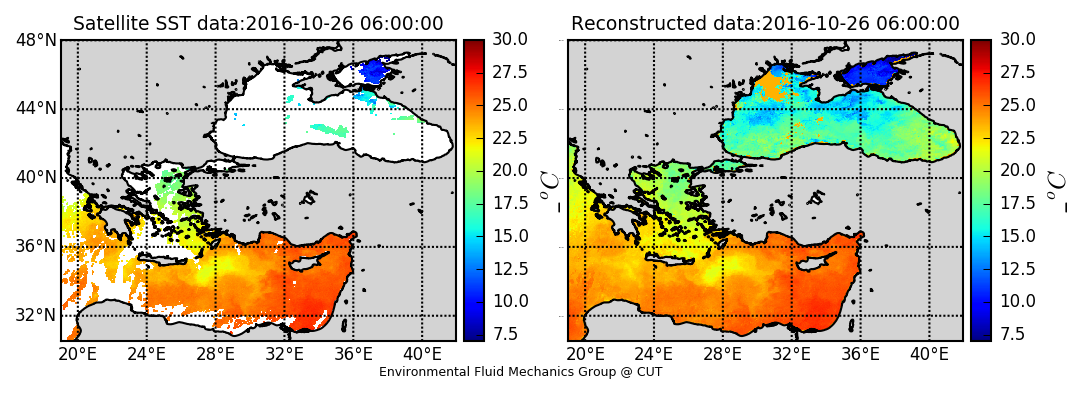 Satellite SST data:2016-10-26 06:00:00
Reconstructed data:2016-10-26 06:00:00
48°N
44°N
40°N
36°N
32°N
20°E 24°E 28°E 32°E 36°E 40°E
30.0
27.5
25.0
22.5
20.0
17.5
15.0
12.5
10.0
7.5
_°C
20°E 24°E 28°E 32°E 36°E 40°E
30.0
27.5
25.0
22.5
20.0
17.5
15.0
12.5
10.0
7.5
_°C
Environmental Fluid Mechanics Group @ CUT